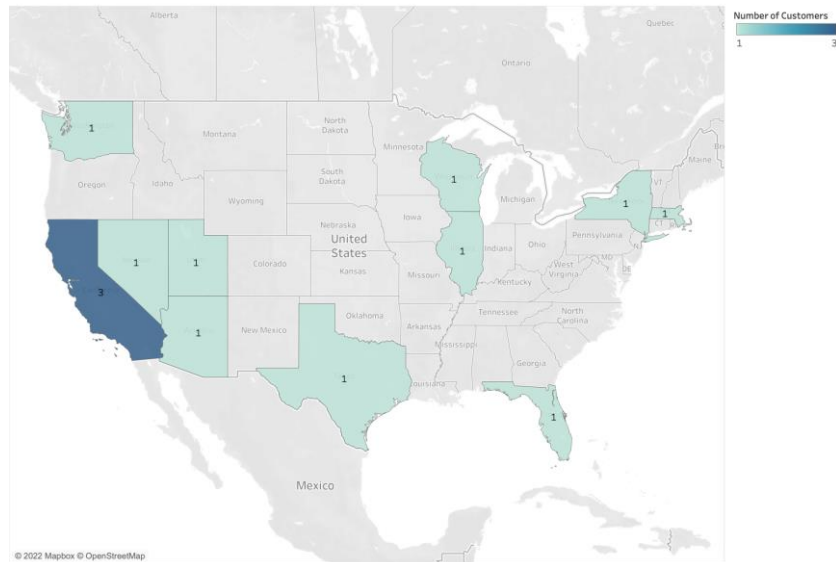 Number of Customers
1 3
Alberta
Quebec
Ontario
1
Montana
North
Dakota
Minnesota
Maine
VT
Oregon
Idaho
South
Dakota
1
Michigan
1
1
Wyoming
CT
Nebraska
Iowa
Pennsylvania
NJ
1
1
United
States
1
Indiana
Ohio
MD
DE
Colorado
Kansas
Missouri
West
Virginia
3
Kentucky
1
New Mexico
Oklahoma
Tennessee
North
Carolina
Arkansas
Mississippi
Georgia
1
Louisiana
1
Mexico
© 2022 Mapbox © OpenStreetMap